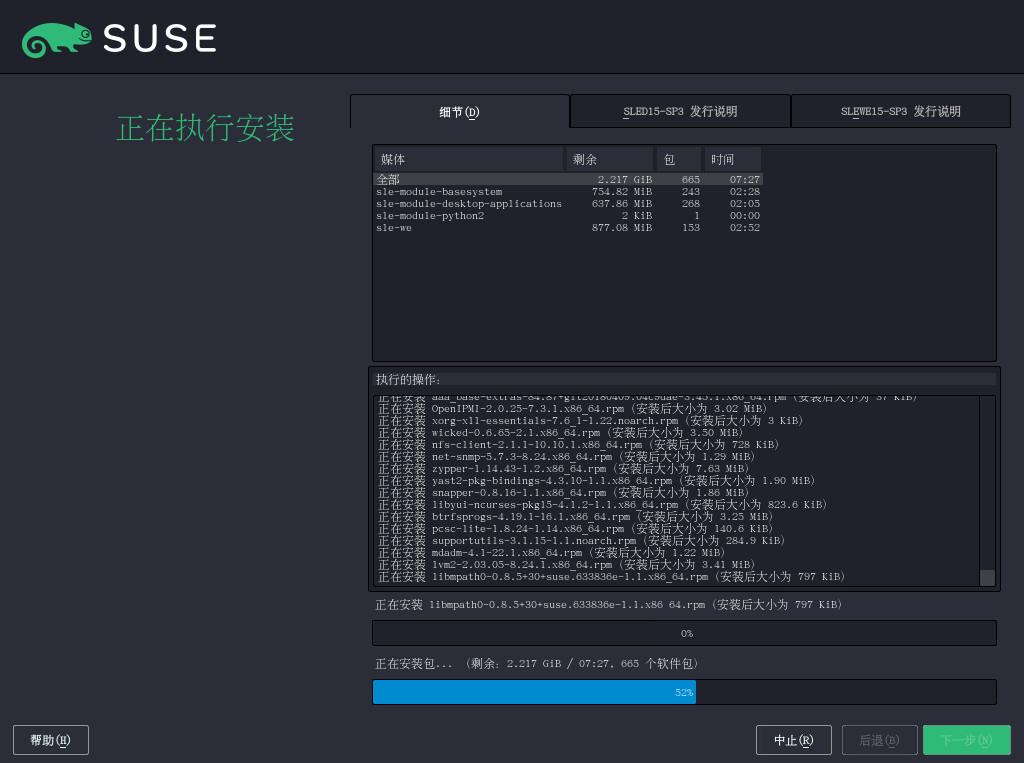 SUSE
正在执行安装
细节(D)
SLED15-SP3 发行说明
SLEWE15-SP3 发行说明
媒体 剩余 包 时间
全部 2.217 GiB 665 07:27
sle-module-basesystem 754.82 MiB 243 02:28
sle-module-desktop-applications 637.86 MiB 268 02:05
sle-module-python2 2 KiB 1 00:00
sle-we 877.08 MiB 153 02:52
执行的操作:
正在安装 aaa_base-extras-84.87+git20180409.04c9dae-3.45.1.x86_64.rpm (安装后大小为 37 KiB)
正在安装 OpenIPMI-2.0.25-7.3.1.x86_64.rpm (安装后大小为 3.02 MiB)
正在安装 xorg-x11-essentials-7.6_1-1.22.noarch.rpm (安装后大小为 3 KiB)
正在安装 wicked-0.6.65-2.1.x86_64.rpm (安装后大小为 3.50 MiB)
正在安装 nfs-client-2.1.1-10.10.1.x86_64.rpm (安装后大小为 728 KiB)
正在安装 net-snmp-5.7.3-8.24.x86_64.rpm (安装后大小为 1.29 MiB)
正在安装 zypper-1.14.43-1.2.x86_64.rpm (安装后大小为 7.63 MiB)
正在安装 yast2-pkg-bindings-4.3.10-1.1.x86_64.rpm (安装后大小为 1.90 MiB)
正在安装 snapper-0.8.16-1.1.x86_64.rpm (安装后大小为 1.86 MiB)
正在安装 libyui-ncurses-pkg15-4.1.2-1.1.x86_64.rpm (安装后大小为 823.6 KiB)
正在安装 btrfsprogs-4.19.1-16.1.x86_64.rpm (安装后大小为 3.25 MiB)
正在安装 pcsc-lite-1.8.24-1.14.x86_64.rpm (安装后大小为 140.6 KiB)
正在安装 supportutils-3.1.15-1.1.noarch.rpm (安装后大小为 284.9 KiB)
正在安装 mdadm-4.1-22.1.x86_64.rpm (安装后大小为 1.22 MiB)
正在安装 lvm2-2.03.05-8.24.1.x86_64.rpm (安装后大小为 3.41 MiB)
正在安装 libmpath0-0.8.5+30+suse.633836e-1.1.x86_64.rpm (安装后大小为 797 KiB)
正在安装 libmpath0-0.8.5+30+suse.633836e-1.1.x86 64.rpm (安装后大小为 797 KiB)
0%
正在安装包... (剩余: 2.217 GiB / 07:27, 665 个软件包)
52%
帮助(H)
中止(R)
后退(B)
下一步(N)